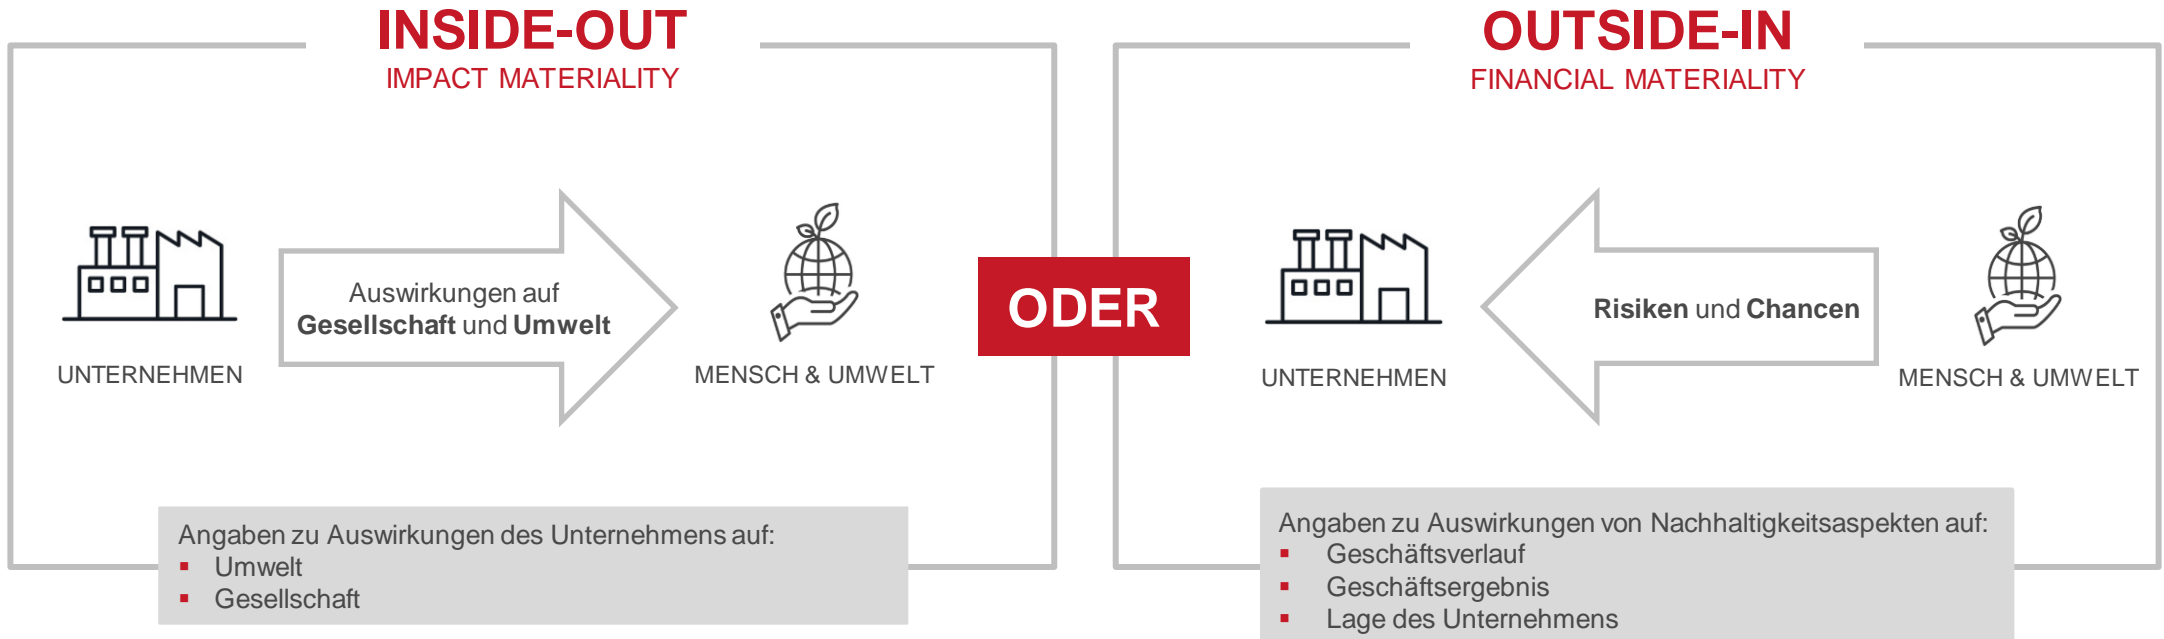 INSIDE-OUT
IMPACT MATERIALITY
UNTERNEHMEN
Auswirkungen auf
Gesellschaft und Umwelt
MENSCH & UMWELT
Angaben zu Auswirkungen des Unternehmens auf:
▪ Umwelt
▪ Gesellschaft
ODER
OUTSIDE-IN
FINANCIAL MATERIALITY
UNTERNEHMEN
Risiken und Chancen
MENSCH & UMWELT
Angaben zu Auswirkungen von Nachhaltigkeitsaspekten auf:
▪ Geschäftsverlauf
▪ Geschäftsergebnis
▪ Lage des Unternehmens